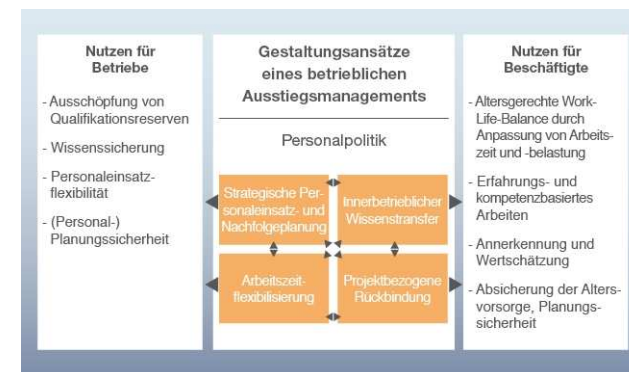 Nutzen für
Betriebe
- Ausschöpfung von
Qualifikationsreserven
- Wissenssicherung
- Personaleinsatz-
flexibilität
- (Personal-)
Planungssicherheit
Gestaltungsansätze
eines betrieblichen
Ausstiegsmanagements
Personalpolitik
Strategische Per-
sonaleinsatz- und
Nachfolgeplanung
Innerbetrieblicher
Wissenstransfer
Arbeitszeit-
flexibilisierung
Projektbezogene
Rückbindung
Nutzen für
Beschäftigte
- Altersgerechte Work-
Life-Balance durch
Anpassung von Arbeits-
zeit und -belastung
- Erfahrungs- und
kompetenzbasiertes
Arbeiten
- Annerkennung und
Wertschätzung
- Absicherung der Alters-
vorsorge, Planungs-
sicherheit